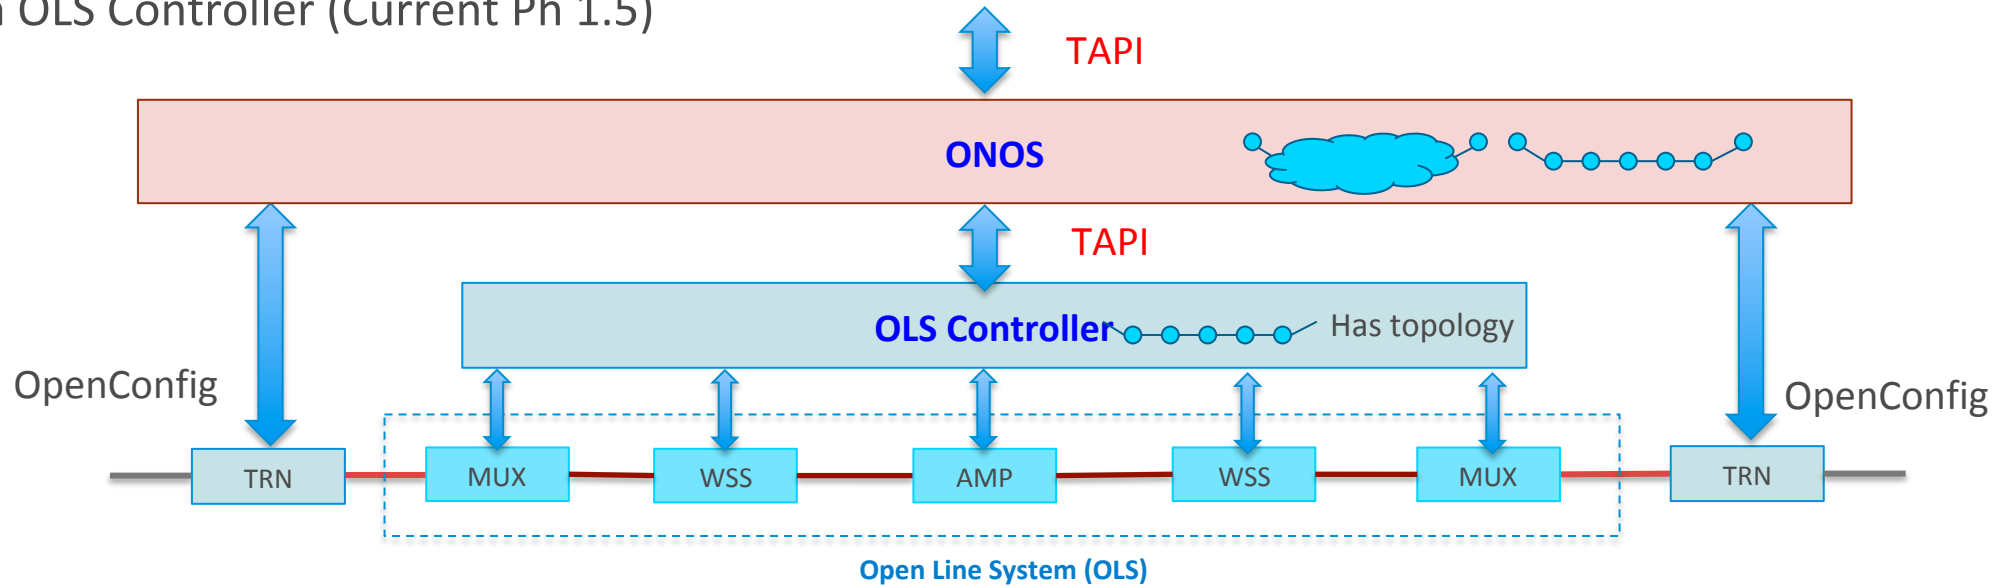 OLS Controller (Current Ph 1.5)
TAPI
ONOS
TAPI
OLS Controller
Has topology
OpenConfig
OpenConfig
TRN
MUX
WSS
AMP
WSS
MUX
TRN
Open Line System (OLS)